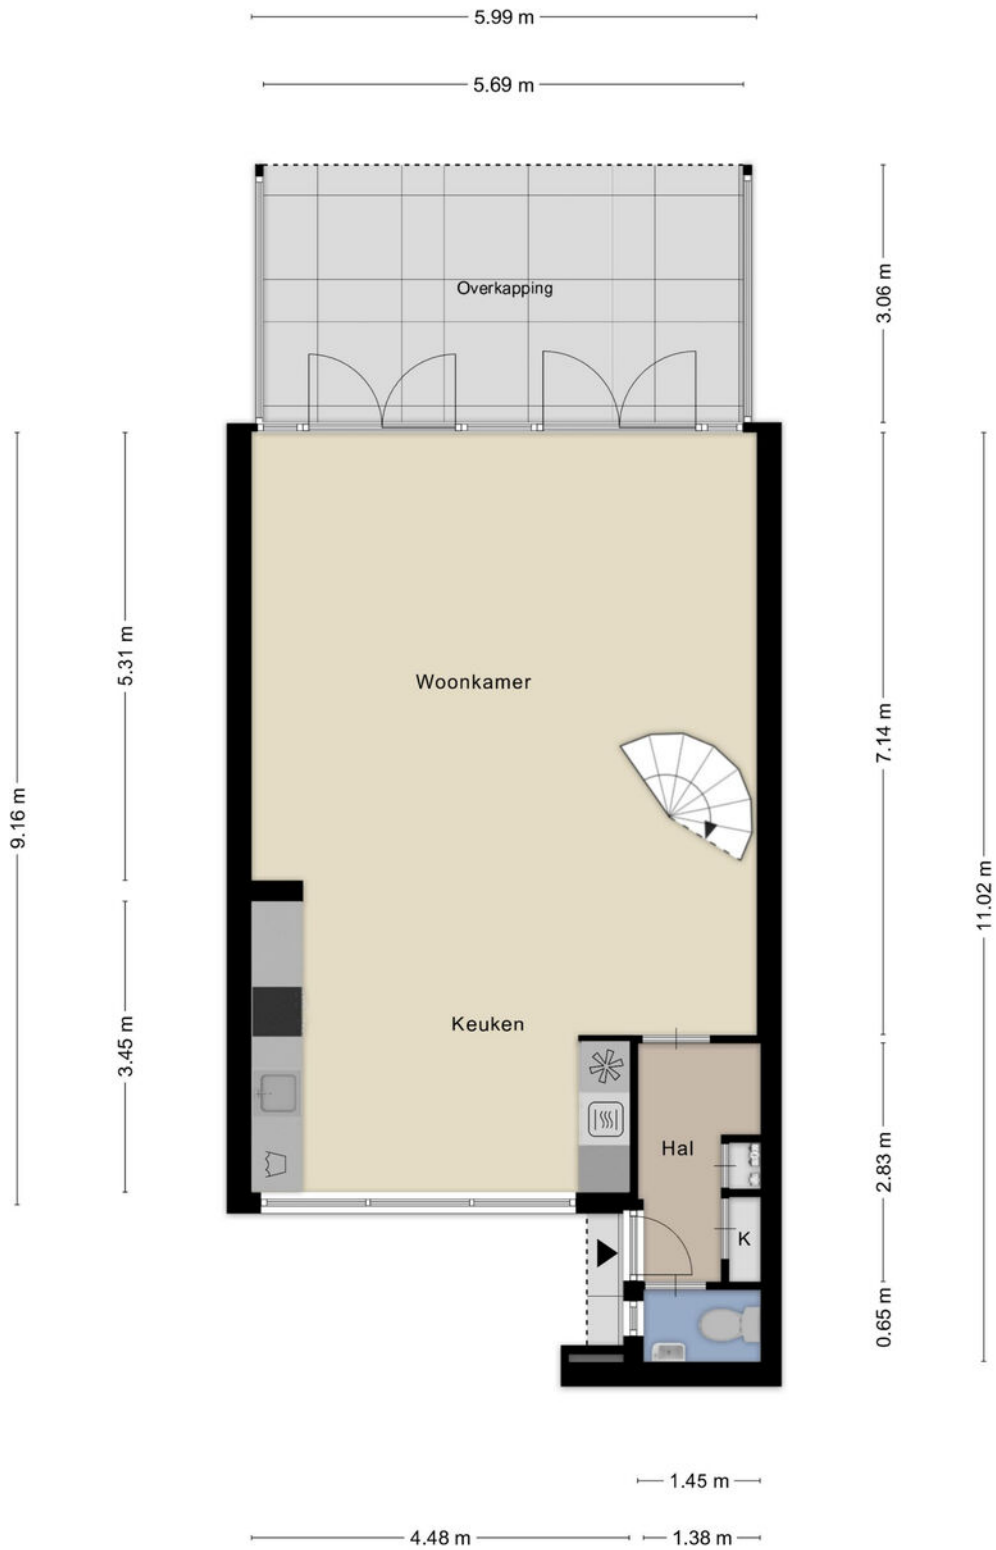 5.99 m
5.69 m
3.06 m
Overkapping
5.31 m
Woonkamer
7.14 m
9.16 m
11.02 m
Keuken
3.45 m
Hal
2.83 m
K
0.65 m
1.45 m
4.48 m
1.38 m